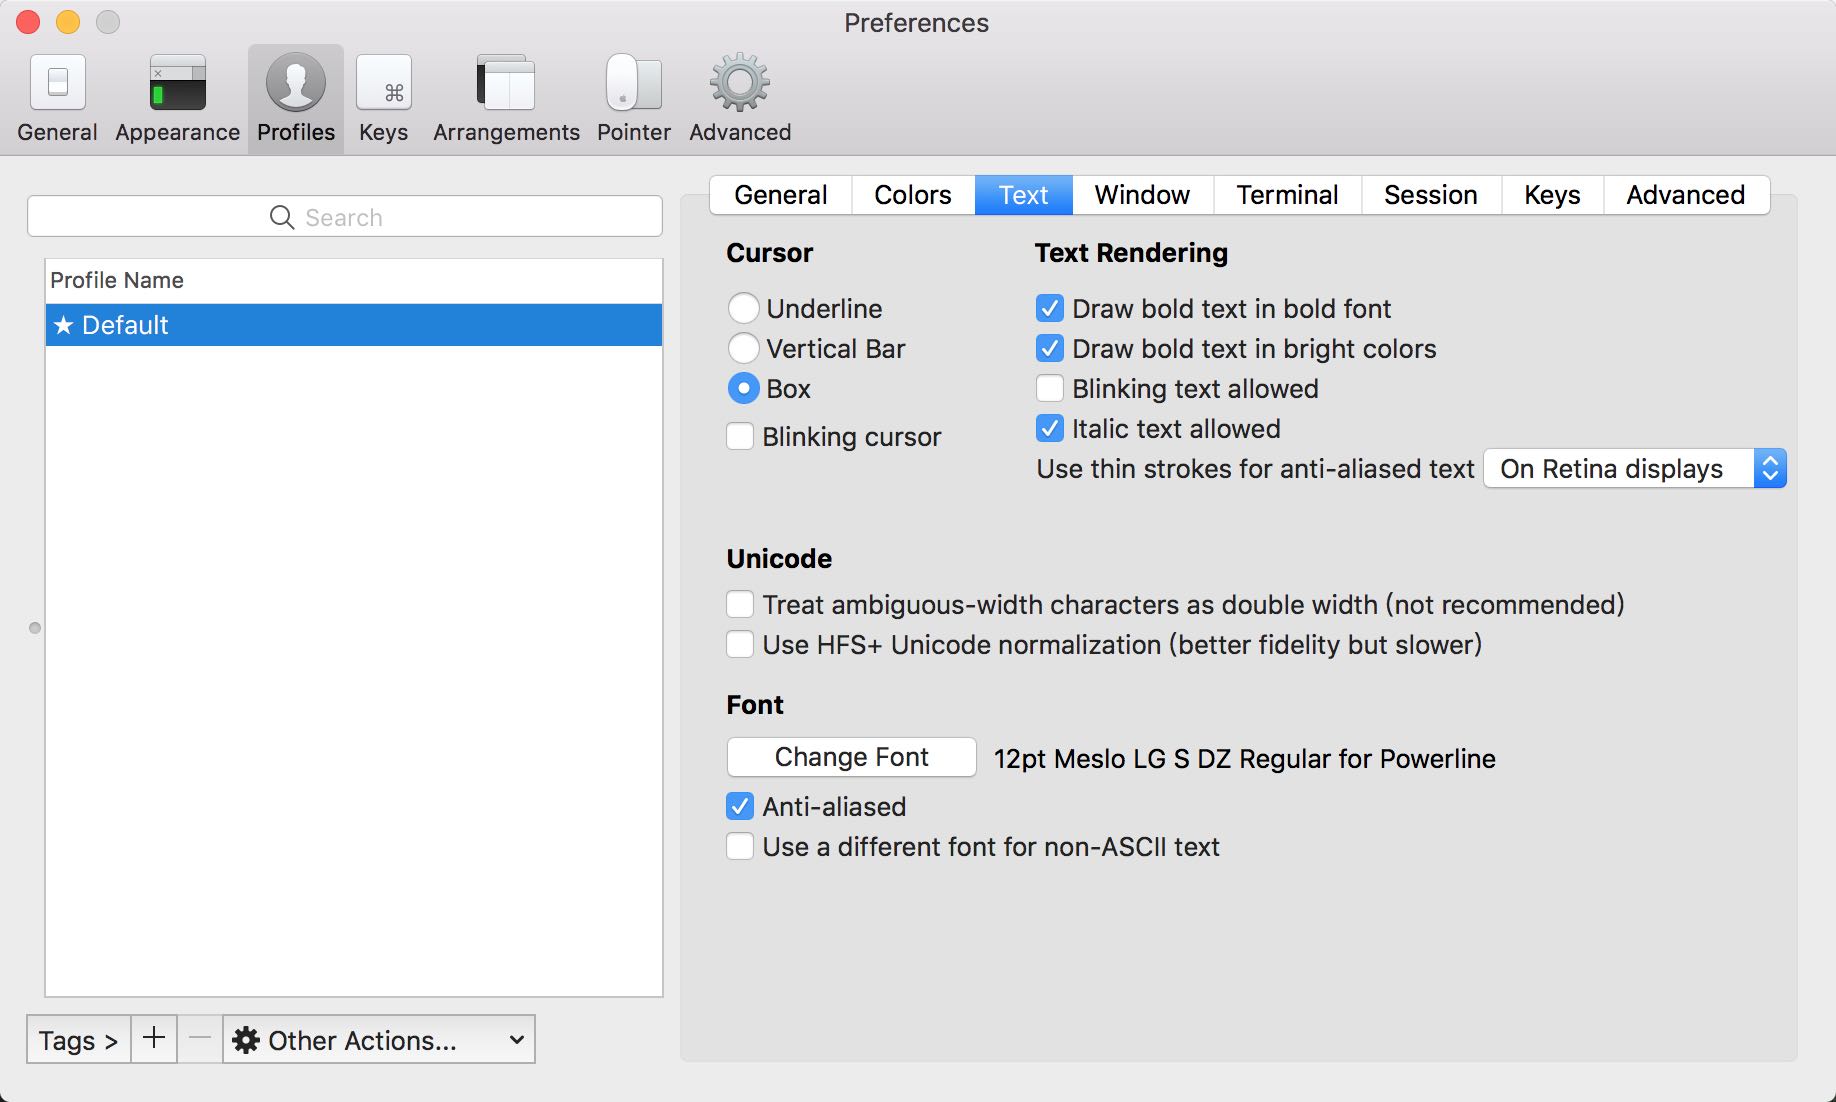 Preferences
General Appearance Profiles Keys Arrangements Pointer Advanced
Search
Profile Name
★ Default
Tags > + − Other Actions...
General Colors Text Window Terminal Session Keys Advanced
Cursor
Underline
Vertical Bar
Box
Blinking cursor
Text Rendering
Draw bold text in bold font
Draw bold text in bright colors
Blinking text allowed
Italic text allowed
Use thin strokes for anti-aliased text On Retina displays
Unicode
Treat ambiguous-width characters as double width (not recommended)
Use HFS+ Unicode normalization (better fidelity but slower)
Font
Change Font 12pt Meslo LG S DZ Regular for Powerline
Anti-aliased
Use a different font for non-ASCII text